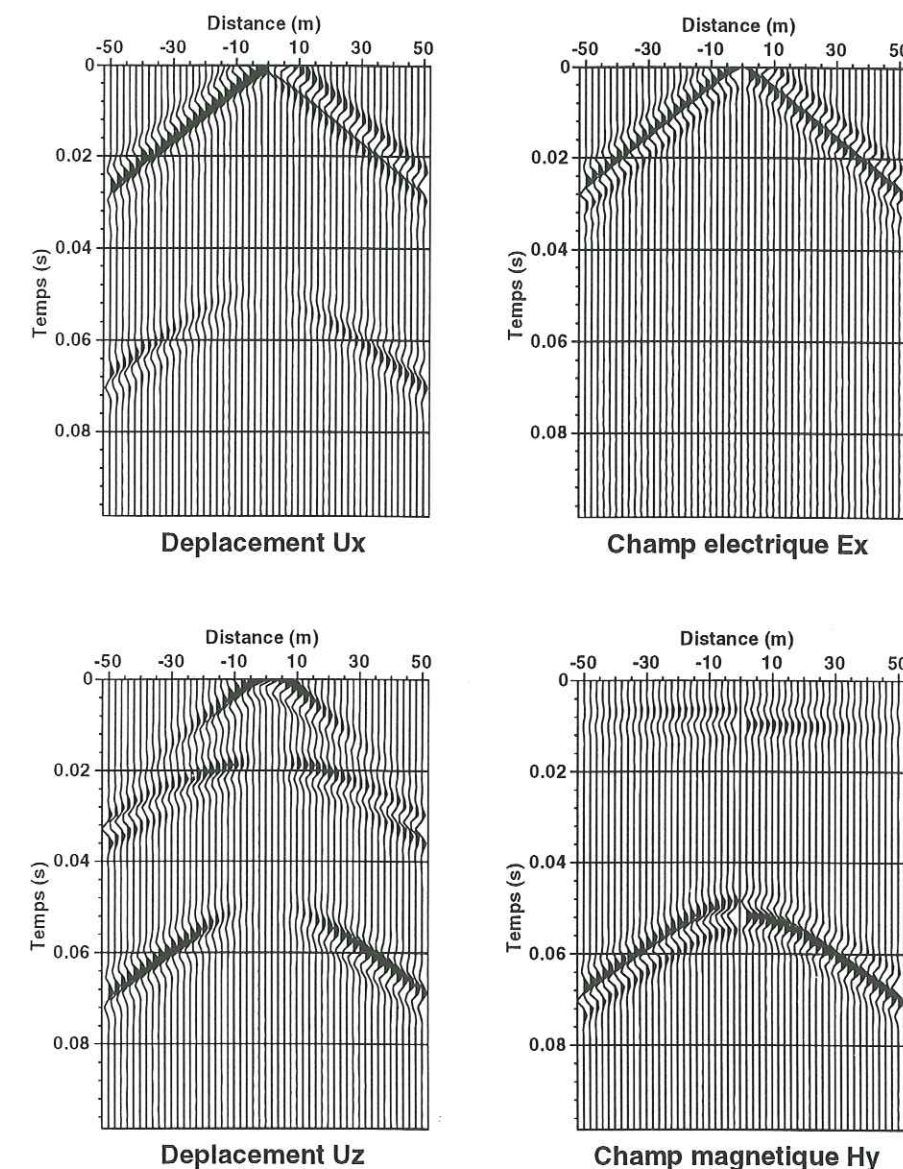 Distance (m)
-50 -30 -10 10 30 50
0
0.02
0.04
0.06
0.08
Temps (s)
Deplacement Ux
Distance (m)
-50 -30 -10 10 30 50
0
0.02
0.04
0.06
0.08
Temps (s)
Champ electrique Ex
Distance (m)
-50 -30 -10 10 30 50
0
0.02
0.04
0.06
0.08
Temps (s)
Deplacement Uz
Distance (m)
-50 -30 -10 10 30 50
0
0.02
0.04
0.06
0.08
Temps (s)
Champ magnetique Hy